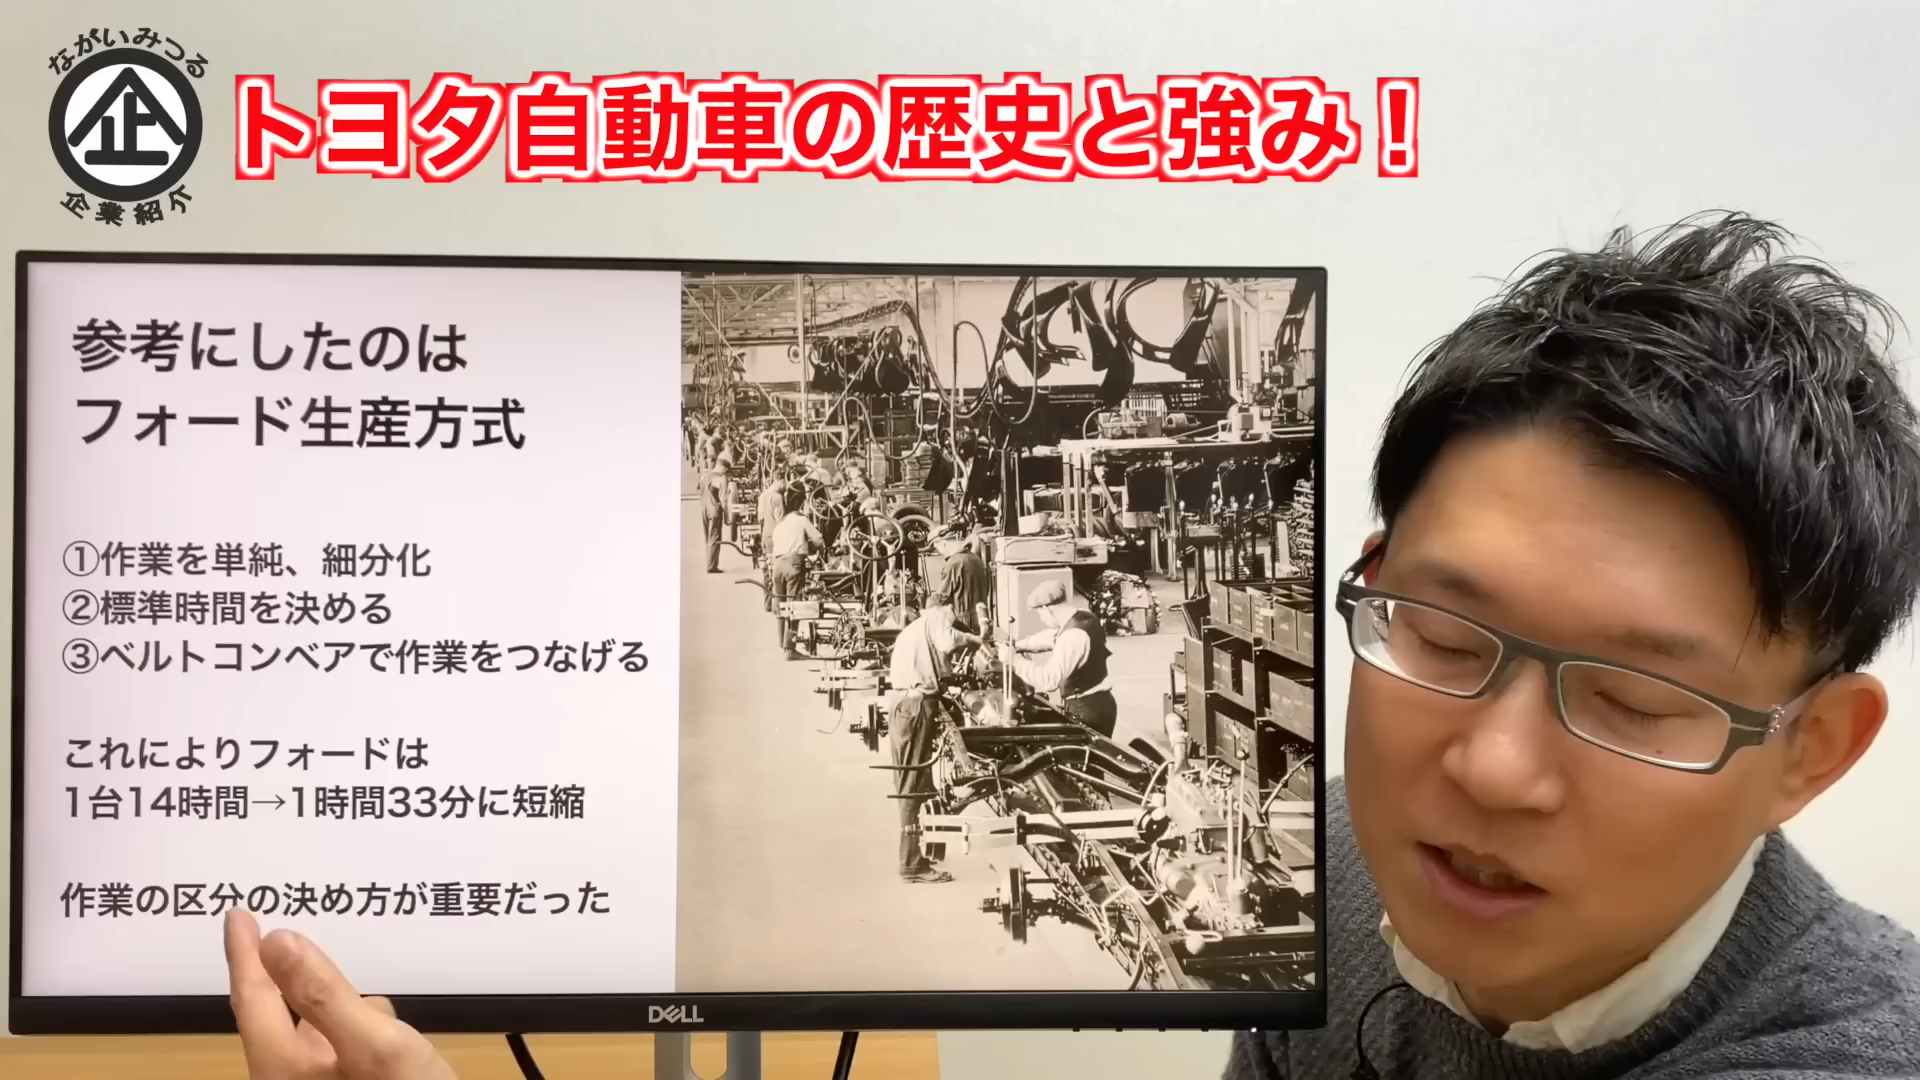 ながいみつる
企
企業紹介
トヨタ自動車の歴史と強み！
参考にしたのは
フォード生産方式
①作業を単純、細分化
②標準時間を決める
③ベルトコンベアで作業をつなげる
これによりフォードは
1台14時間→1時間33分に短縮
作業の区分の決め方が重要だった
DELL